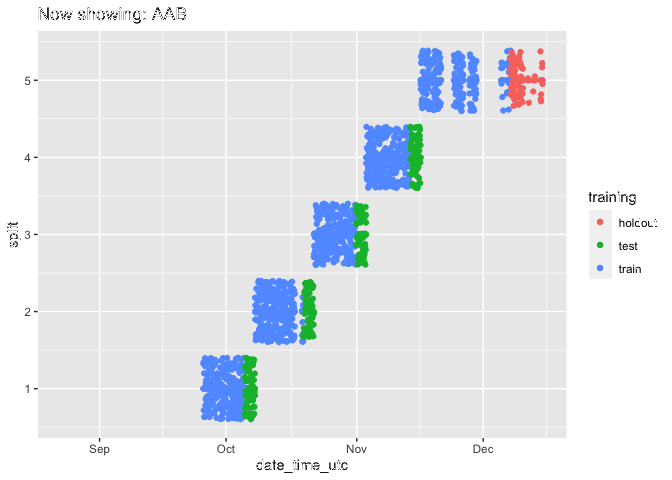 Now showing: AAB
5
4
3
2
1
split
Sep Oct Nov Dec
date_time_utc
training
holdout
test
train